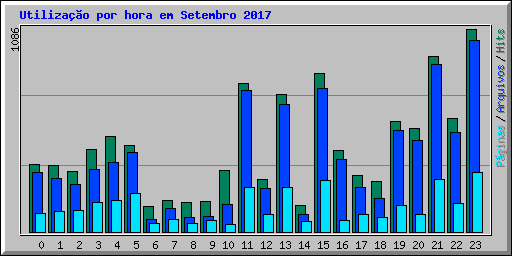 Utilização por hora em Setembro 2017
1086
Páginas / Arquivos / Hits
0 1 2 3 4 5 6 7 8 9 10 11 12 13 14 15 16 17 18 19 20 21 22 23